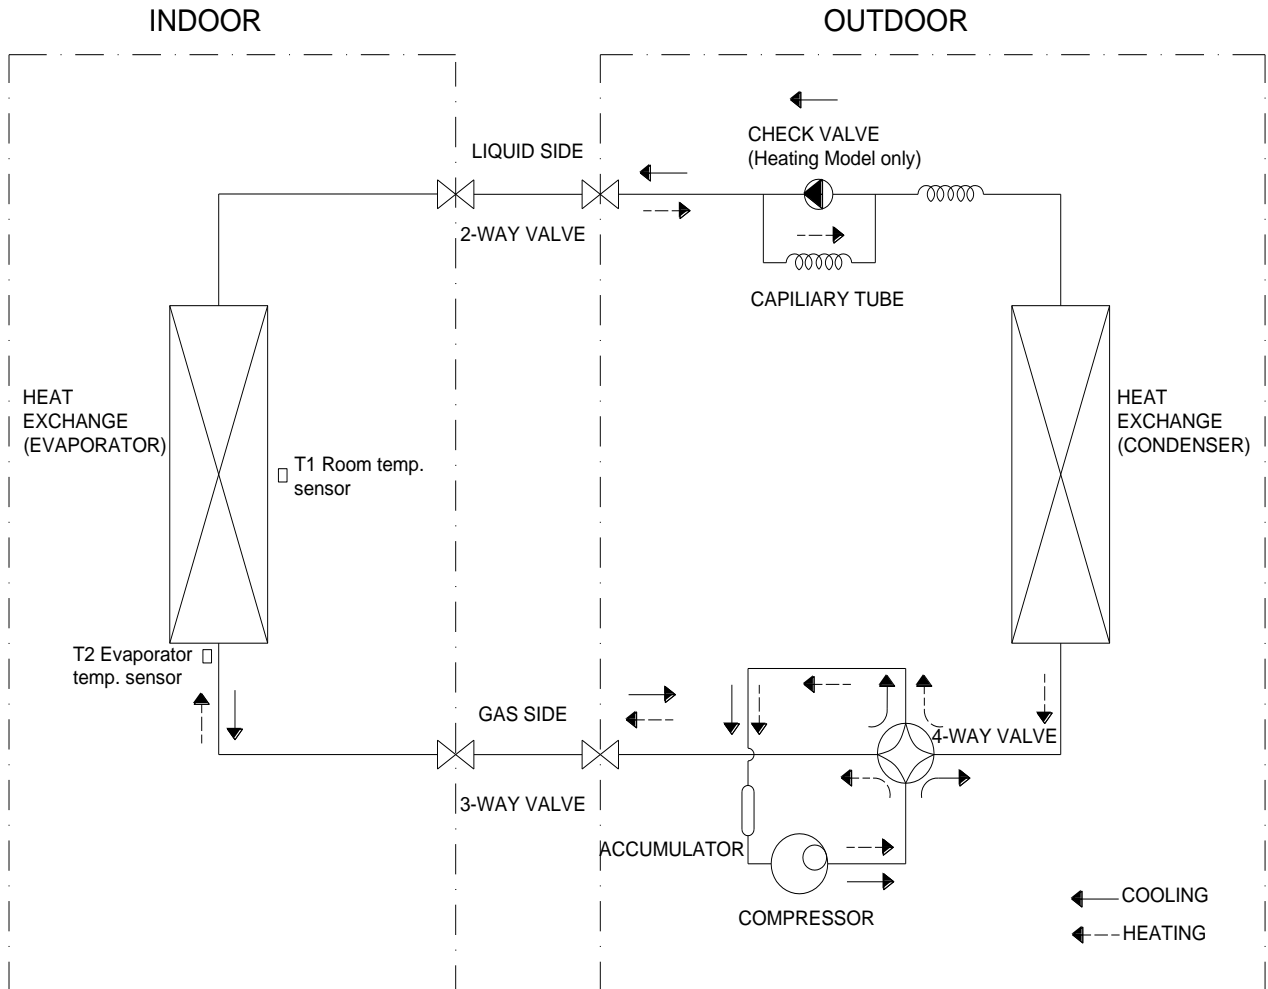 INDOOR
OUTDOOR
CHECK VALVE
(Heating Model only)
LIQUID SIDE
2-WAY VALVE
CAPILIARY TUBE
HEAT
EXCHANGE
(EVAPORATOR)
T1 Room temp.
sensor
HEAT
EXCHANGE
(CONDENSER)
T2 Evaporator
temp. sensor
GAS SIDE
4-WAY VALVE
3-WAY VALVE
ACCUMULATOR
COMPRESSOR
COOLING
HEATING